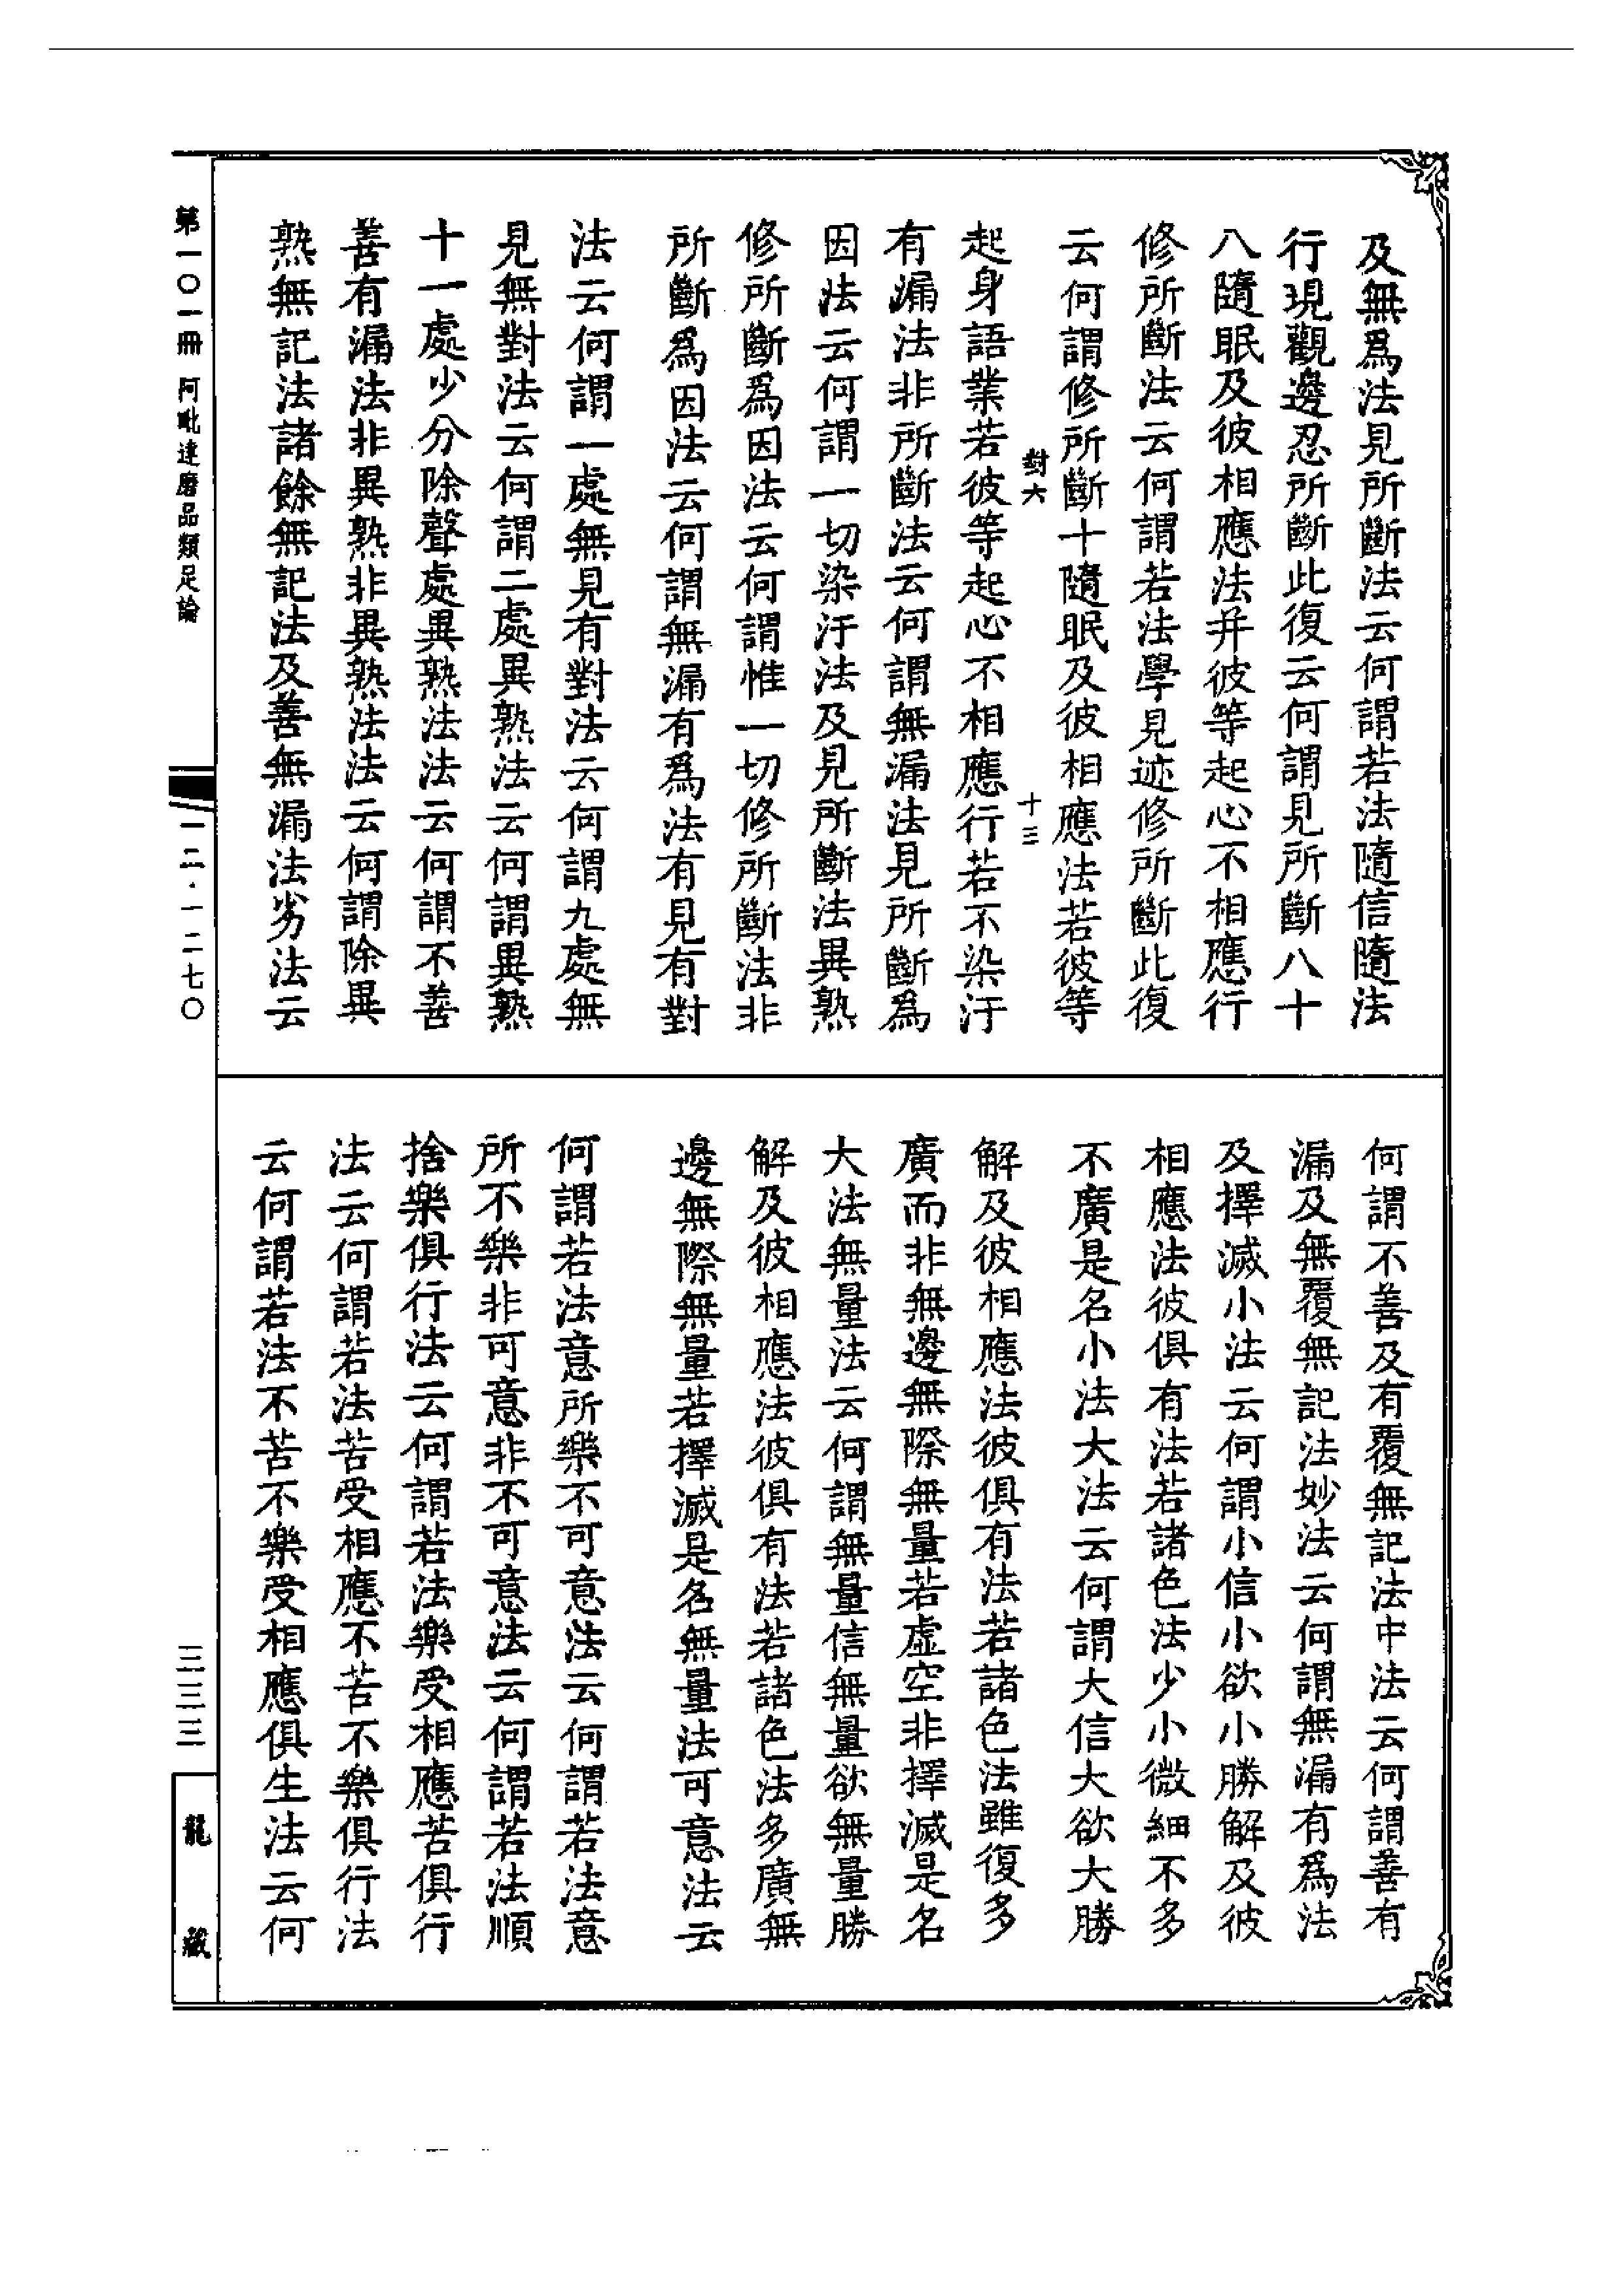 及無為法見所斷法云何謂若法隨信隨法
行現觀邊忍所斷此復云何謂見所斷八十
八隨眠及彼相應法并彼等起心不相應行
修所斷法云何謂若法學見迹修所斷此復
云何謂修所斷十隨眠及彼相應法若彼等
對六
十三
起身語業若彼等起心不相應行若不染汙
有漏法非所斷法云何謂無漏法見所斷為
因法云何謂一切染汙法及見所斷法異熟
修所斷為因法云何謂惟一切修所斷法非
所斷為因法云何謂無漏有為法有見有對
法云何謂一處無見有對法云何謂九處無
見無對法云何謂二處異熟法云何謂異熟
十一處少分除聲處異熟法法云何謂不善
善有漏法非異熟非異熟法法云何謂除異
熟無記法諸餘無記法及善無漏法劣法云
何謂不善及有覆無記法中法云何謂善有
漏及無覆無記法妙法云何謂無漏有為法
及擇滅小法云何謂小信小欲小勝解及彼
相應法彼俱有法若諸色法少小微細不多
不廣是名小法大法云何謂大信大欲大勝
解及彼相應法彼俱有法若諸色法雖復多
廣而非無邊無際無量若虛空非擇滅是名
大法無量法云何謂無量信無量欲無量勝
解及彼相應法彼俱有法若諸色法多廣無
邊無際無量若擇滅是名無量法可意法云
何謂若法意所樂不可意法云何謂若法意
所不樂非可意非不可意法云何謂若法順
捨樂俱行法云何謂若法樂受相應苦俱行
法云何謂若法苦受相應不苦不樂俱行法
云何謂若法不苦不樂受相應俱生法云何
第一〇一冊 阿毗達磨品類足論
一二·一二七〇
三三三
龍藏